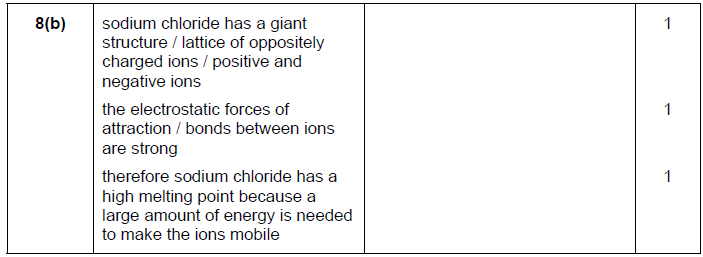 8(b) sodium chloride has a giant 1
structure / lattice of oppositely
charged ions / positive and
negative ions
the electrostatic forces of 1
attraction / bonds between ions
are strong
therefore sodium chloride has a 1
high melting point because a
large amount of energy is needed
to make the ions mobile